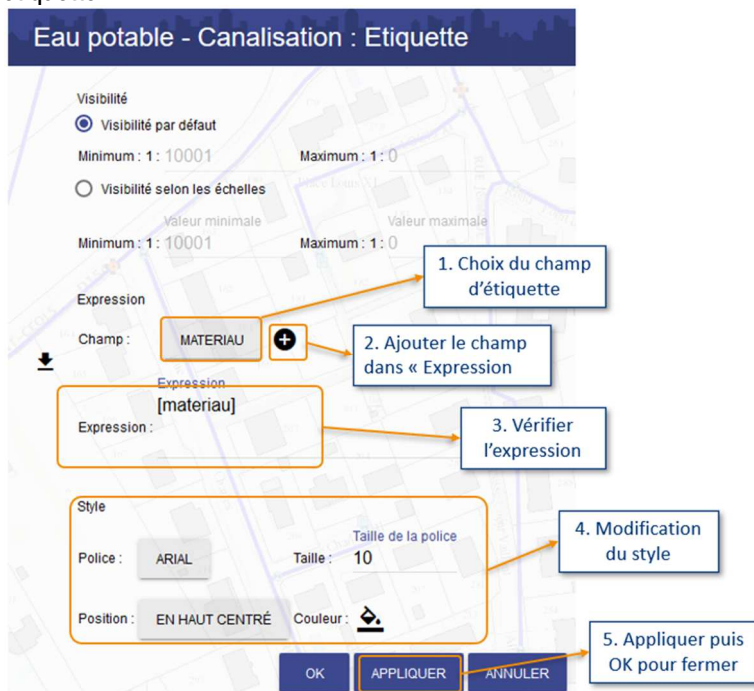 Eau potable - Canalisation : Etiquette
Visibilité
Visibilité par défaut
Minimum : 1 : 10001 Maximum : 1 : 0
Visibilité selon les échelles
Valeur minimale Valeur maximale
Minimum : 1 : 10001 Maximum : 1 : 0
1. Choix du champ
d'étiquette
Expression
Champ : MATERIAU
2. Ajouter le champ
dans « Expression
Expression
[materiau]
Expression :
3. Vérifier
l'expression
Style
Taille de la police
Police : ARIAL Taille : 10
4. Modification
du style
Position : EN HAUT CENTRÉ Couleur :
5. Appliquer puis
OK pour fermer
OK APPLIQUER ANNULER